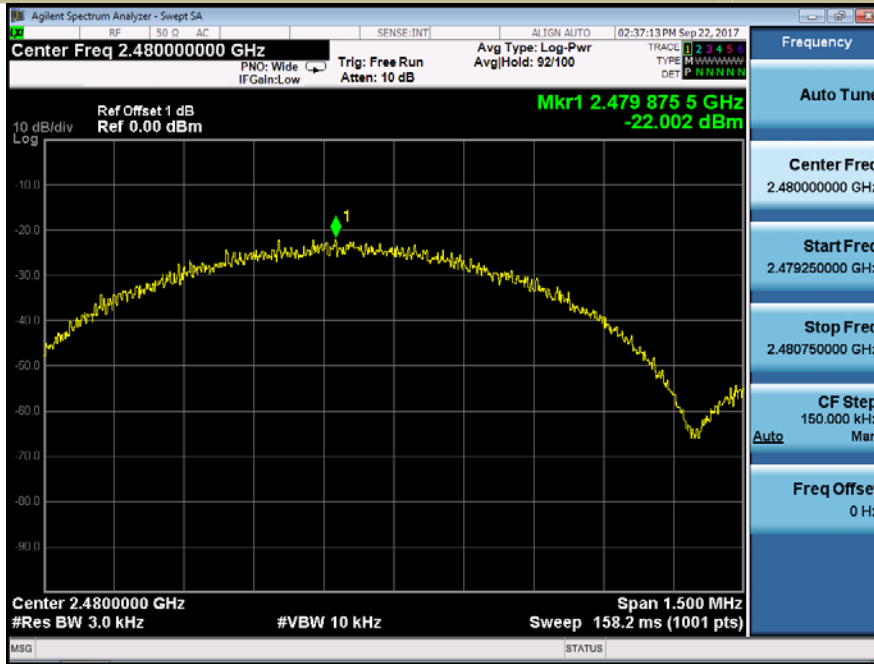 Agilent Spectrum Analyzer - Swept SA
LXI RF 50 Ω AC SENSE:INT ALIGN AUTO 02:37:13 PM Sep 22, 2017
Center Freq 2.480000000 GHz
PNO: Wide
IFGain:Low
Trig: Free Run
Atten: 10 dB
Avg Type: Log-Pwr
Avg|Hold: 92/100
TRACE 1 2 3 4 5 6
TYPE M WWWWW
DET P N N N N N
Mkr1 2.479 875 5 GHz
-22.002 dBm
Ref Offset 1 dB
10 dB/div Ref 0.00 dBm
Log
1
-10.0
-20.0
-30.0
-40.0
-50.0
-60.0
-70.0
-80.0
-90.0
Center 2.4800000 GHz Span 1.500 MHz
#Res BW 3.0 kHz #VBW 10 kHz Sweep 158.2 ms (1001 pts)
MSG STATUS
Frequency
Auto Tune
Center Freq
2.480000000 GHz
Start Freq
2.479250000 GHz
Stop Freq
2.480750000 GHz
CF Step
150.000 kHz
Auto Man
Freq Offset
0 Hz